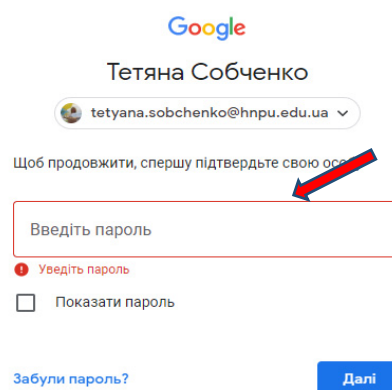 Google
Тетяна Собченко
tetyana.sobchenko@hnpu.edu.ua
Щоб продовжити, спершу підтвердьте свою
Введіть пароль
Уведіть пароль
Показати пароль
Забули пароль?
Далі